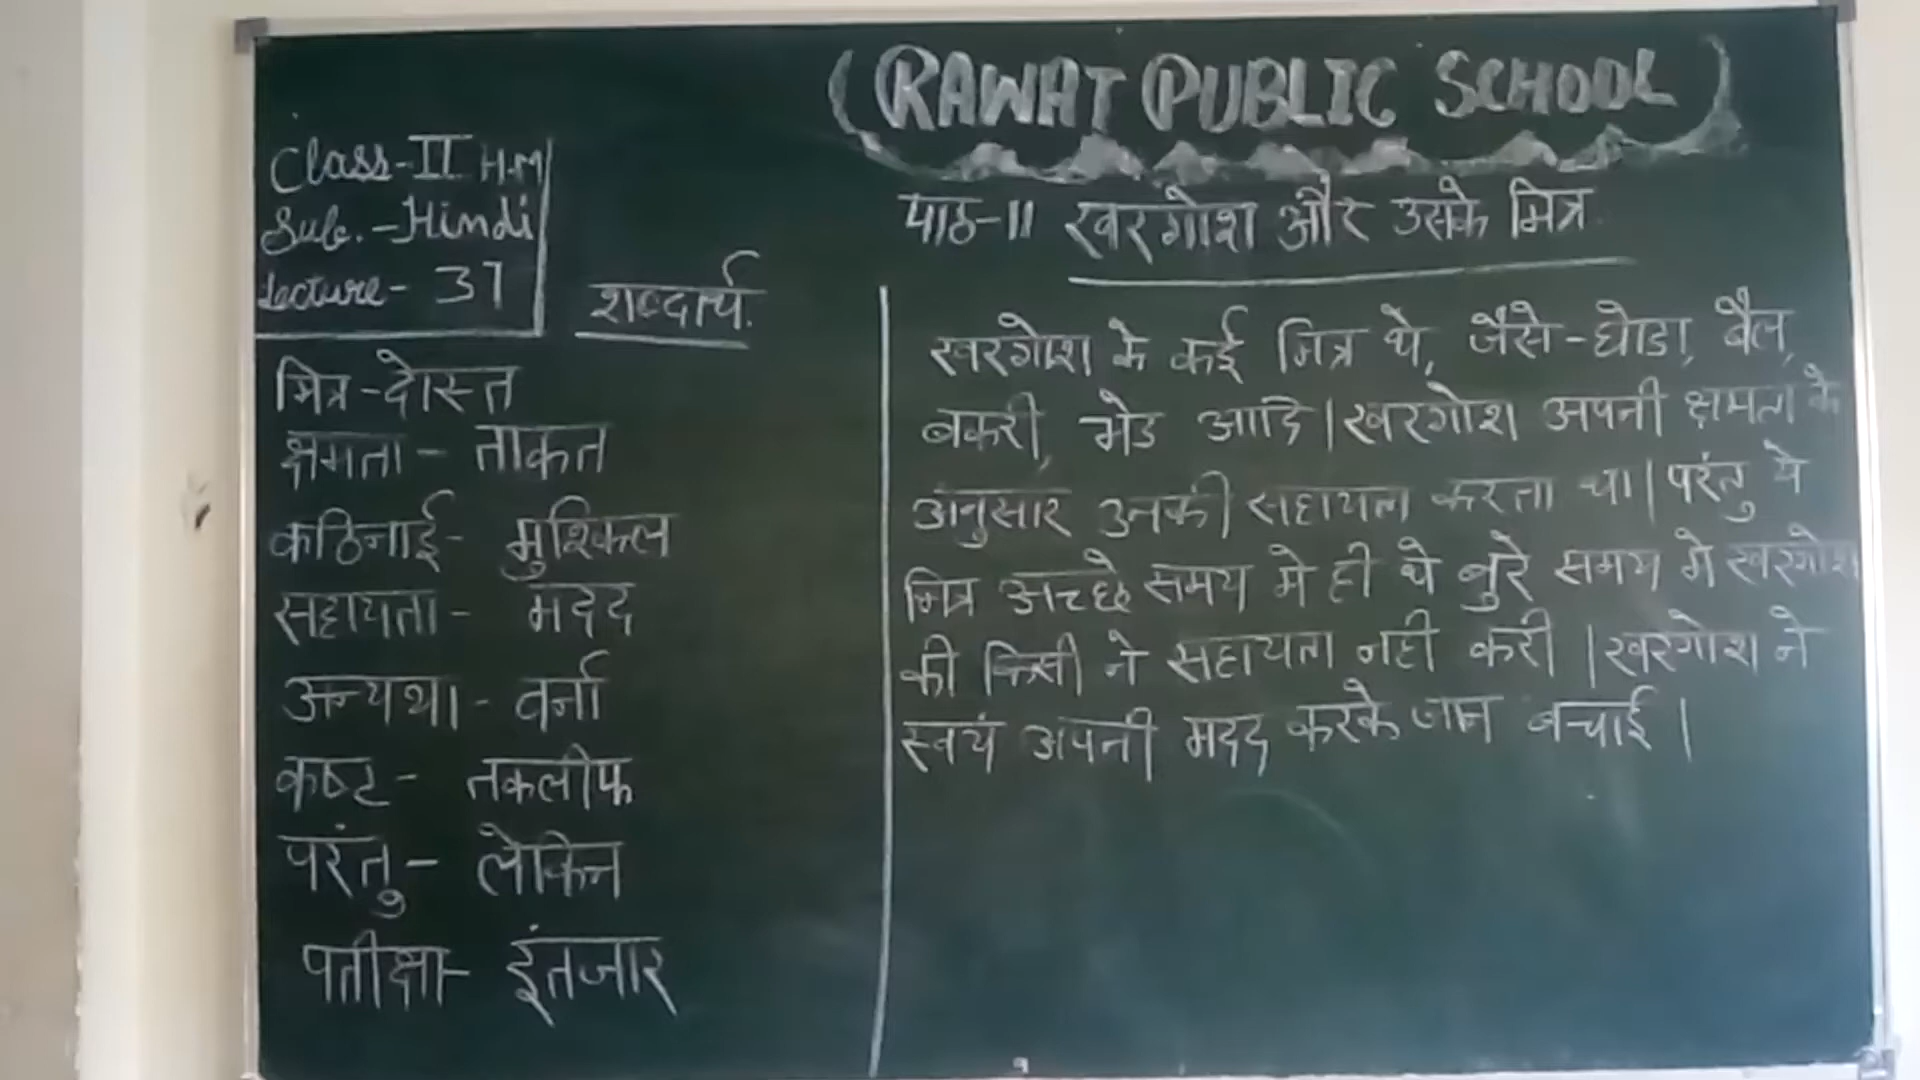 RAWAT PUBLIC SCHOOL
Class-II H.M
Sub.-Hindi
Lecture-37
पाठ-11 खरगोश और उसके मित्र
शब्दार्थ
मित्र-दोस्त
क्षमता- ताकत
कठिनाई- मुश्किल
सहायता- मदद
अन्यथा- वर्ना
कष्ट- तकलीफ
परंतु- लेकिन
पतीक्षा- इंतजार
खरगोश के कई मित्र थे, जैसे-घोडा, बैल,
बकरी, भेड आदि। खरगोश अपनी क्षमता के
अनुसार उनकी सहायता करता था। परंतु ये
मित्र अच्छे समय मे ही थे बुरे समय मे खरगोश
की किसी ने सहायता नही करी। खरगोश ने
स्वयं अपनी मदद करके जान बचाई।